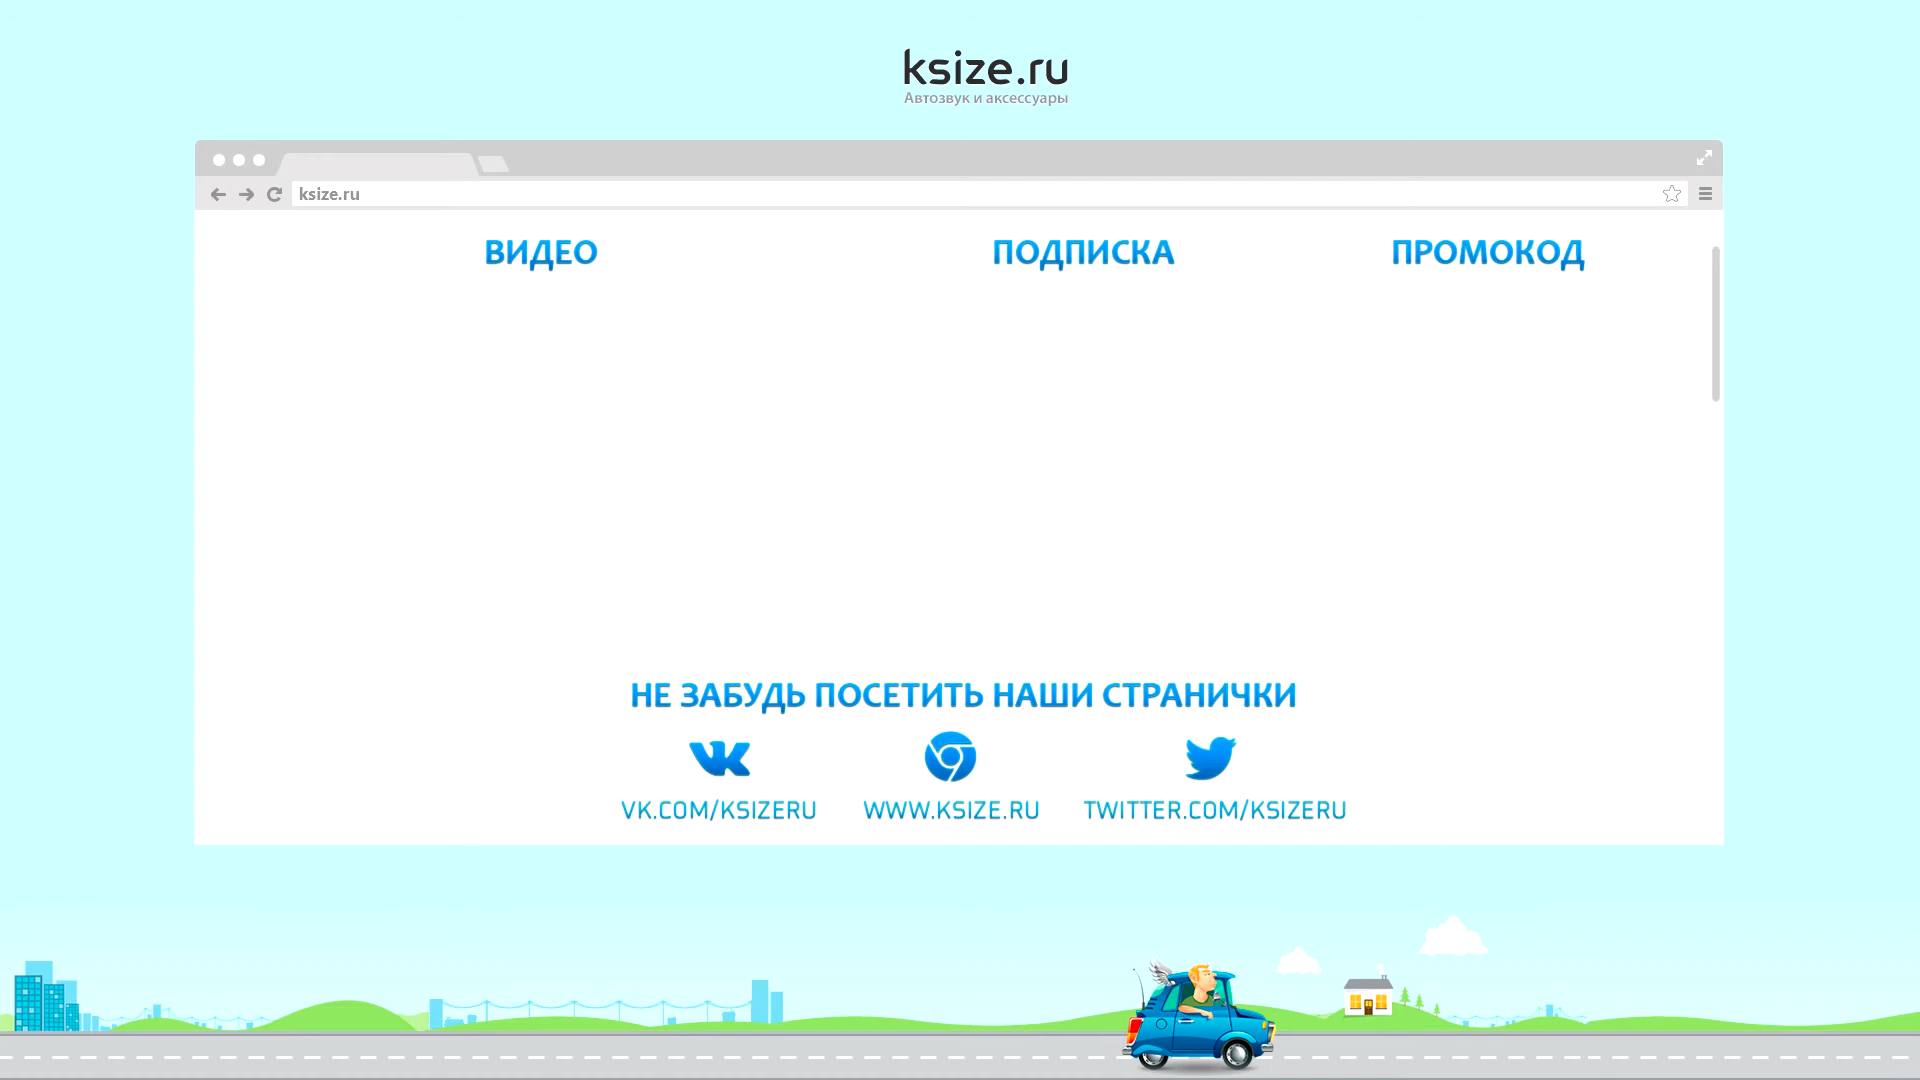 ksize.ru
Автозвук и аксессуары
ksize.ru
ВИДЕО ПОДПИСКА ПРОМОКОД
НЕ ЗАБУДЬ ПОСЕТИТЬ НАШИ СТРАНИЧКИ
VK.COM/KSIZERU WWW.KSIZE.RU TWITTER.COM/KSIZERU